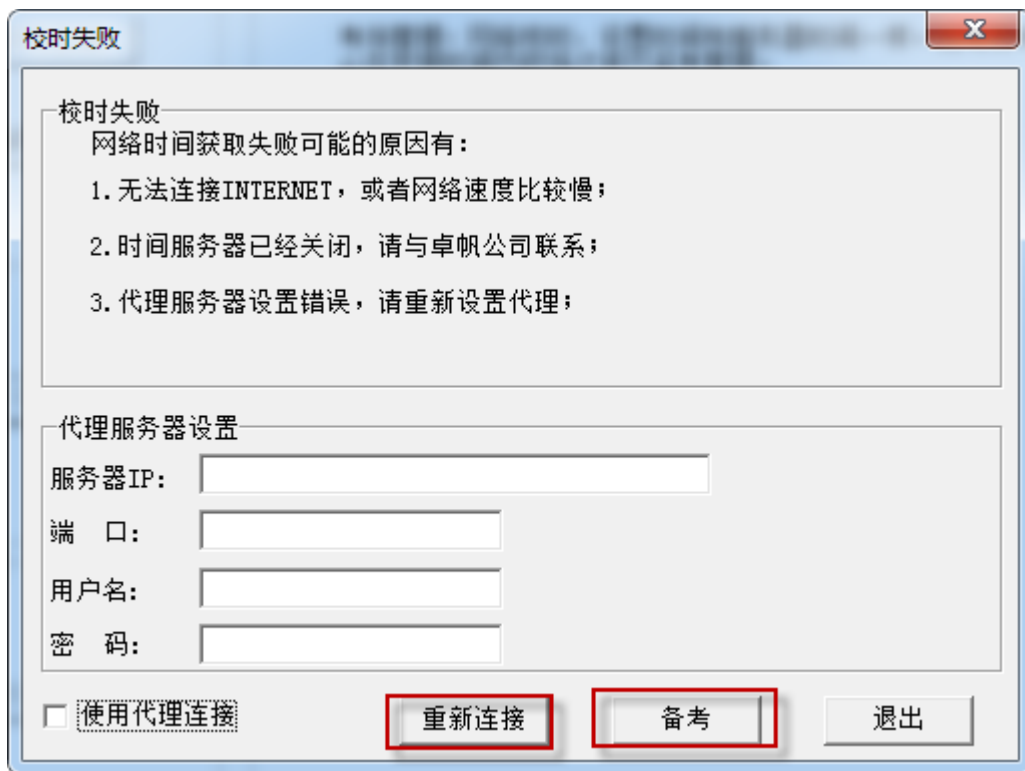 校时失败
校时失败
网络时间获取失败可能的原因有：
1.无法连接INTERNET，或者网络速度比较慢；
2.时间服务器已经关闭，请与卓帆公司联系；
3.代理服务器设置错误，请重新设置代理；
代理服务器设置
服务器IP：
端 口：
用户名：
密 码：
使用代理连接 重新连接 备考 退出